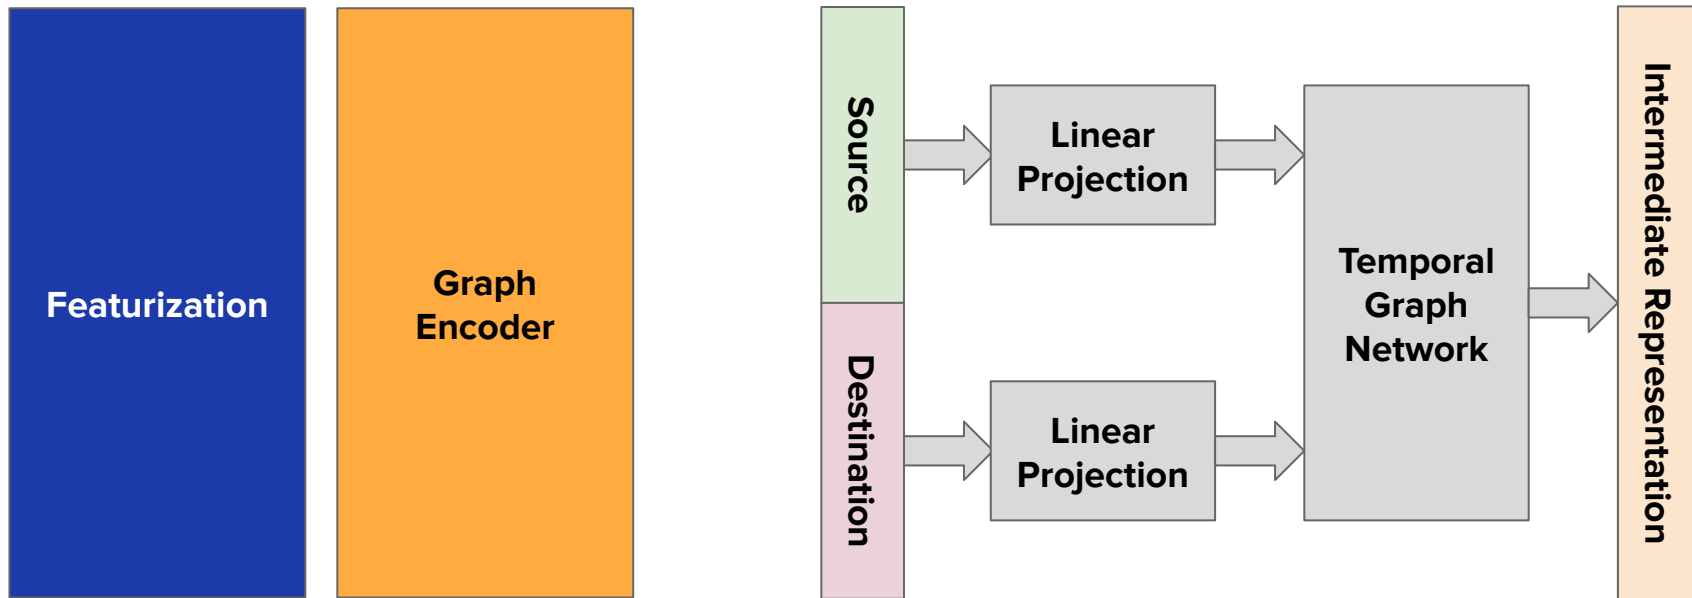 Featurization
Graph
Encoder
Source
Destination
Linear
Projection
Linear
Projection
Temporal
Graph
Network
Intermediate Representation